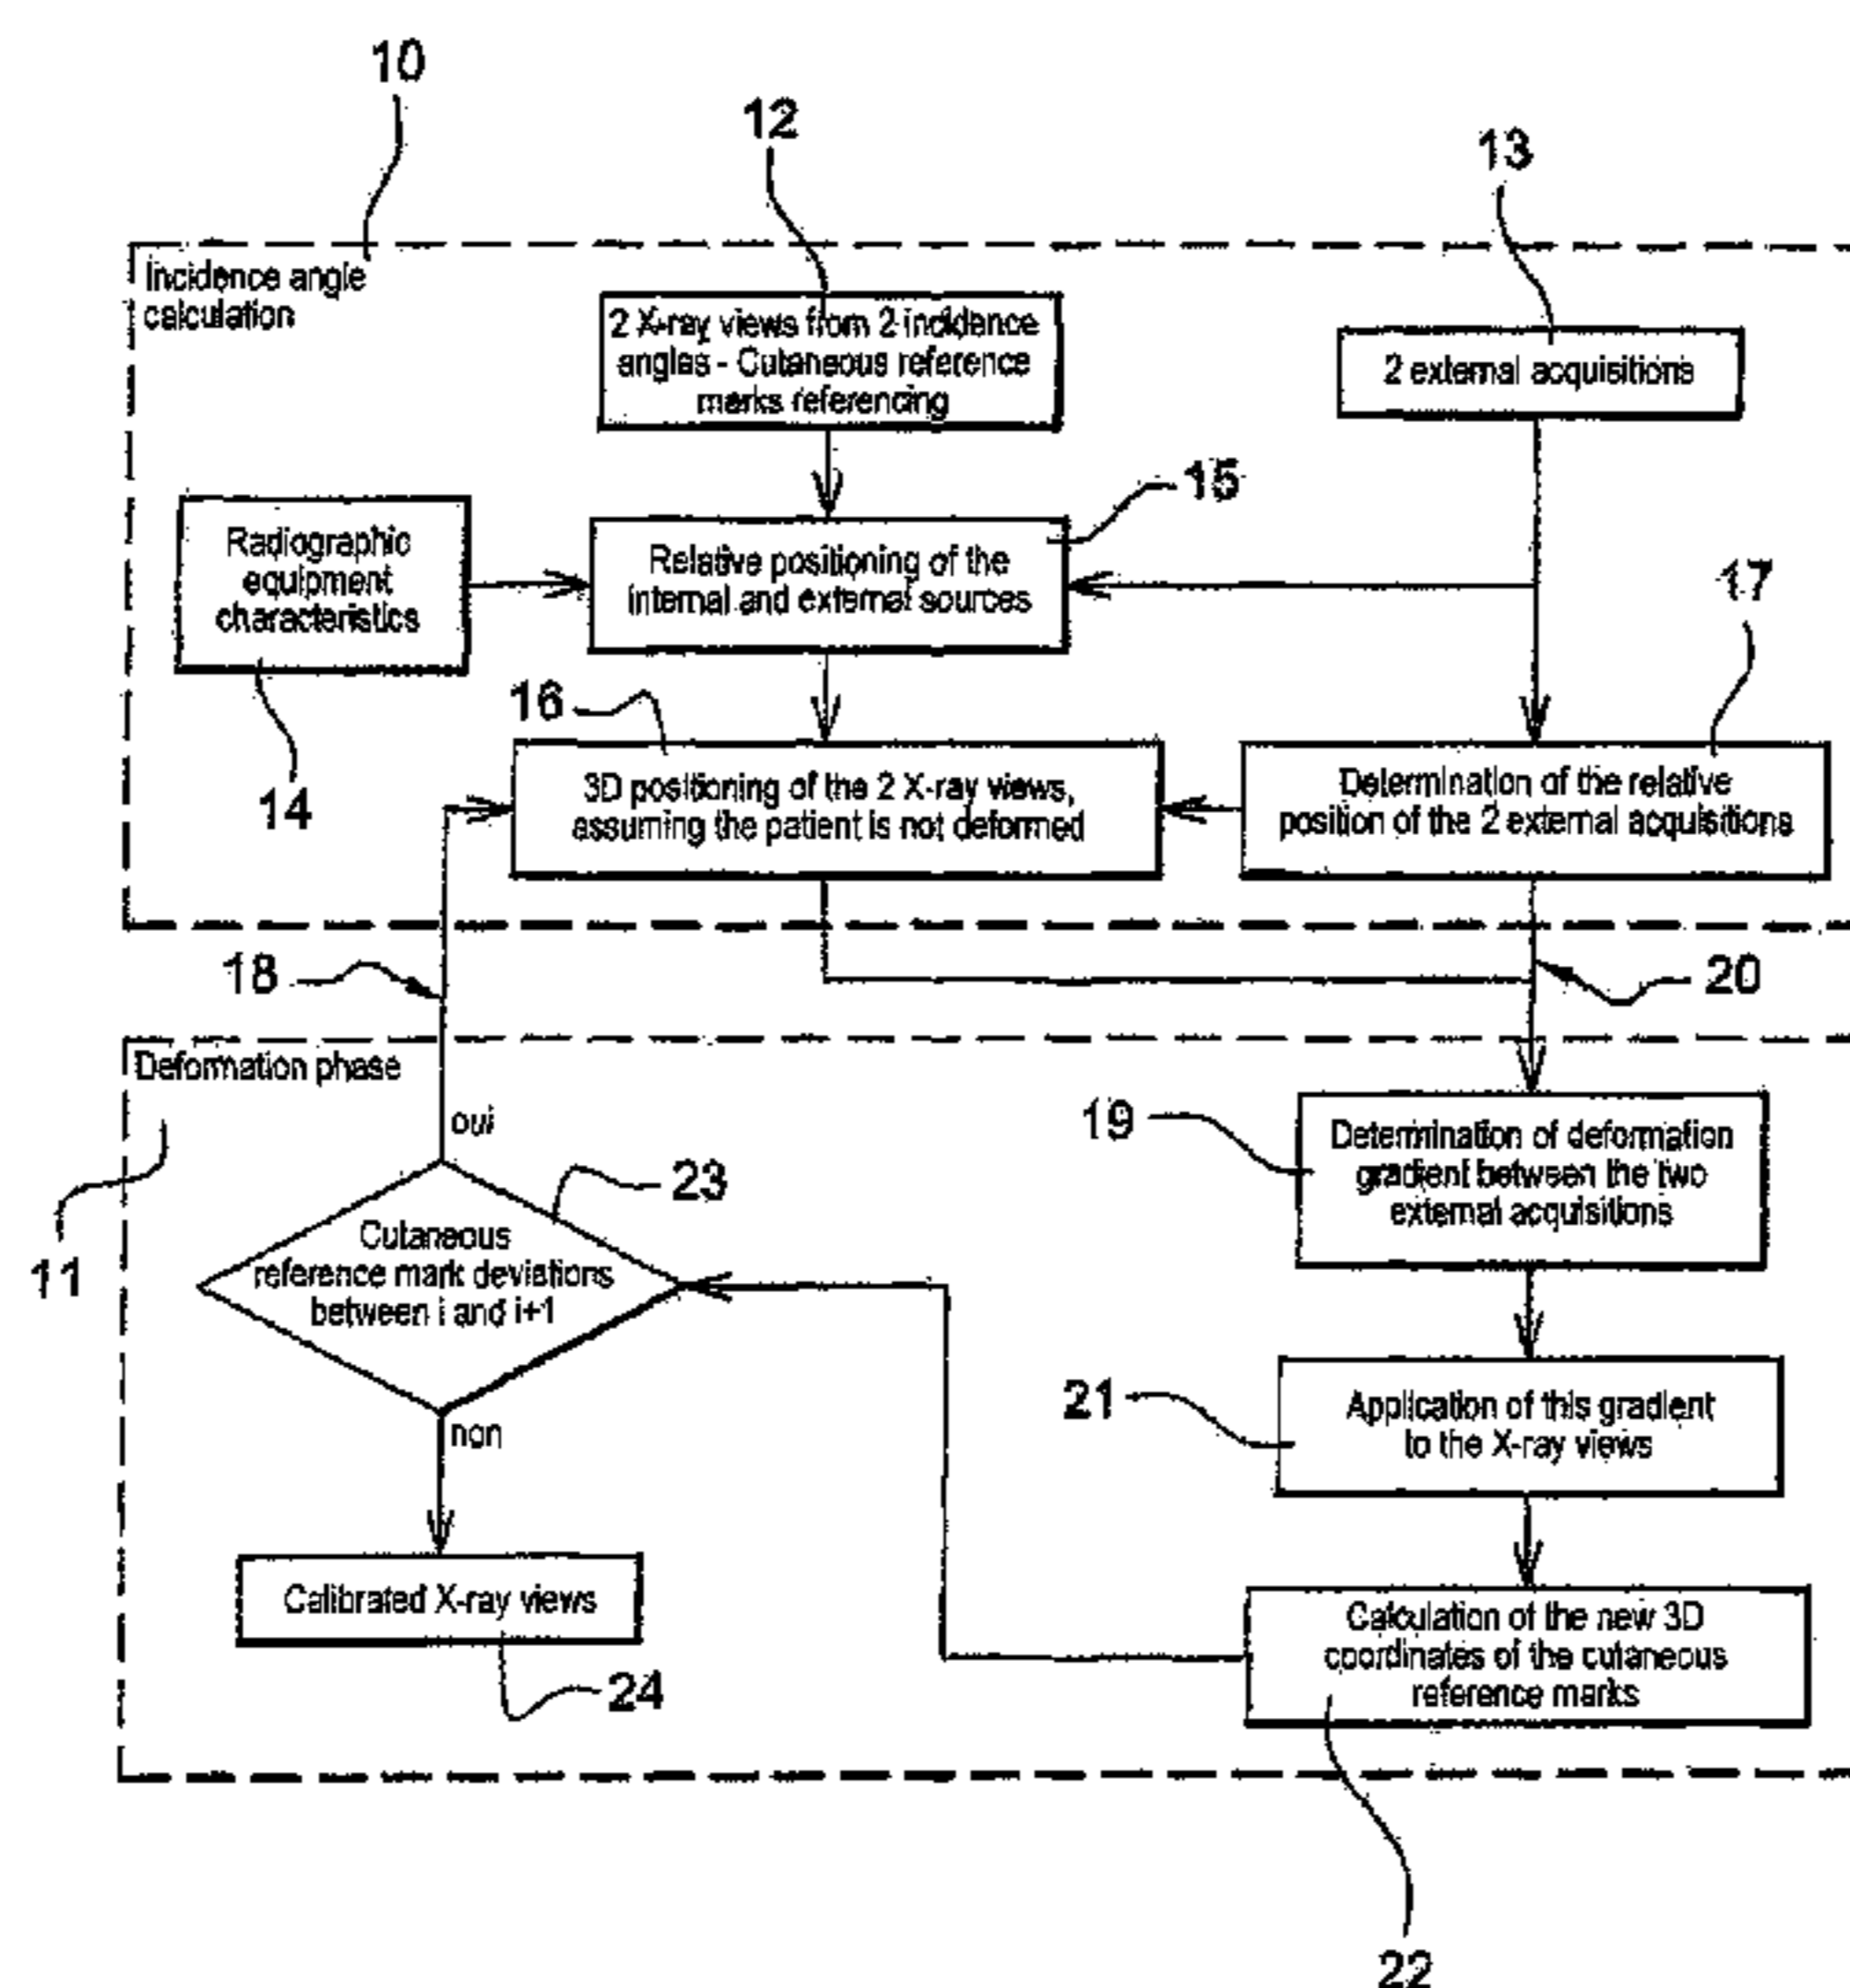 10
12
13
Incidence angle
calculation
2 X-ray views from 2 incidence
angles - Cutaneous reference
marks referencing
2 external acquisitions
15
Radiographic
equipment
characteristics
Relative positioning of the
internal and external sources
17
16
14
3D positioning of the 2 X-ray views,
assuming the patient is not deformed
Determination of the relative
position of the 2 external acquisitions
18
20
Deformation phase
oui
19
Determination of deformation
gradient between the two
external acquisitions
23
11
Cutaneous
reference mark deviations
between i and i+1
21
Application of this gradient
to the X-ray views
non
Calibrated X-ray views
24
Calculation of the new 3D
coordinates of the cutaneous
reference marks
22